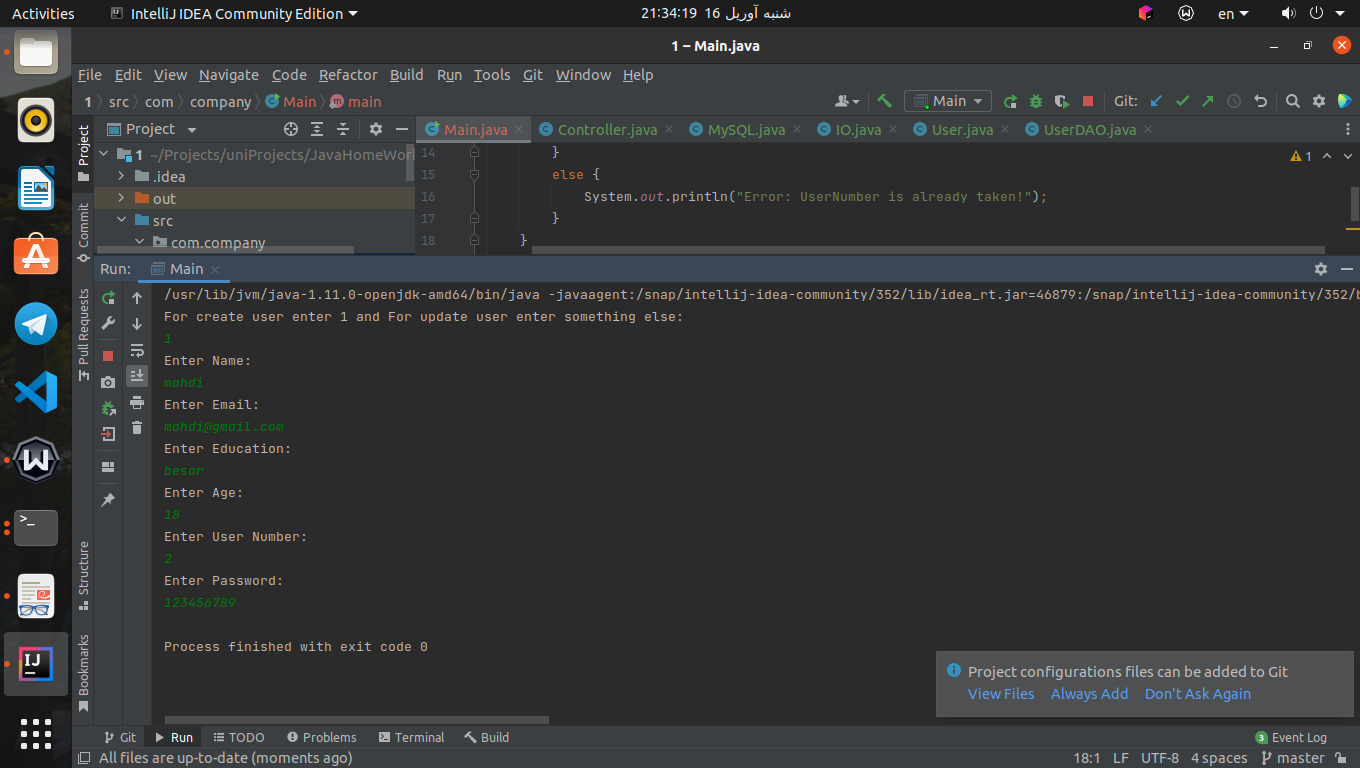 Activities IntelliJ IDEA Community Edition 21:34:19 16 شنبه آوریل en
1 – Main.java
File Edit View Navigate Code Refactor Build Run Tools Git Window Help
1 src com company Main main Main Git:
Project Main.java Controller.java MySQL.java IO.java User.java UserDAO.java
1 ~/Projects/uniProjects/JavaHomeWor
.idea
out
src
com.company
14 }
15 else {
16 System.out.println("Error: UserNumber is already taken!");
17 }
18 }
1
Project
Commit
Pull Requests
Structure
Bookmarks
Run: Main
/usr/lib/jvm/java-1.11.0-openjdk-amd64/bin/java -javaagent:/snap/intellij-idea-community/352/lib/idea_rt.jar=46879:/snap/intellij-idea-community/352/b
For create user enter 1 and For update user enter something else:
1
Enter Name:
mahdi
Enter Email:
mahdi@gmail.com
Enter Education:
besar
Enter Age:
18
Enter User Number:
2
Enter Password:
123456789
Process finished with exit code 0
Project configurations files can be added to Git
View Files Always Add Don't Ask Again
Git Run TODO Problems Terminal Build 3 Event Log
All files are up-to-date (moments ago) 18:1 LF UTF-8 4 spaces master